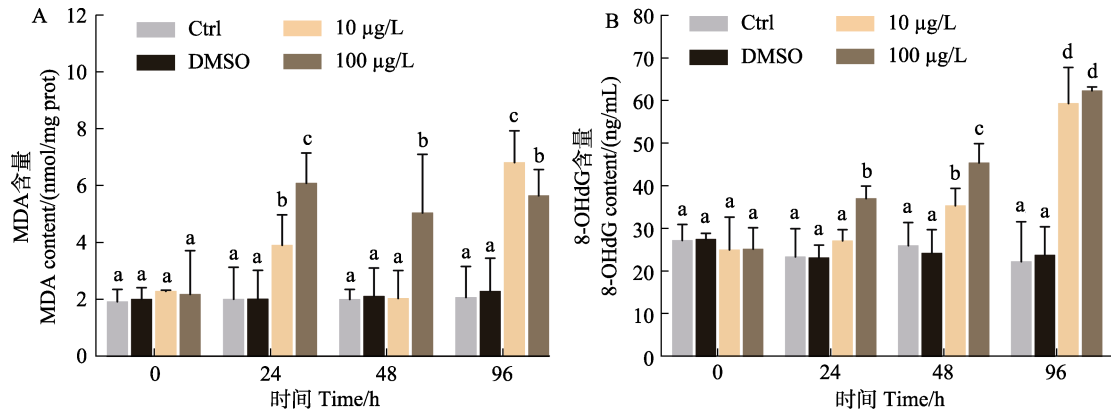 A
MDA含量
MDA content/(nmol/mg prot)
12
10
8
6
4
2
0
Ctrl
10 μg/L
DMSO
100 μg/L
a
a
a
a
a
a
b
c
a
a
a
b
a
a
c
b
0
24
48
96
时间 Time/h
B
8-OHdG含量
8-OHdG content/(ng/mL)
80
70
60
50
40
30
20
10
0
Ctrl
10 μg/L
DMSO
100 μg/L
a
a
a
a
a
a
a
b
a
a
b
c
a
a
d
d
0
24
48
96
时间 Time/h